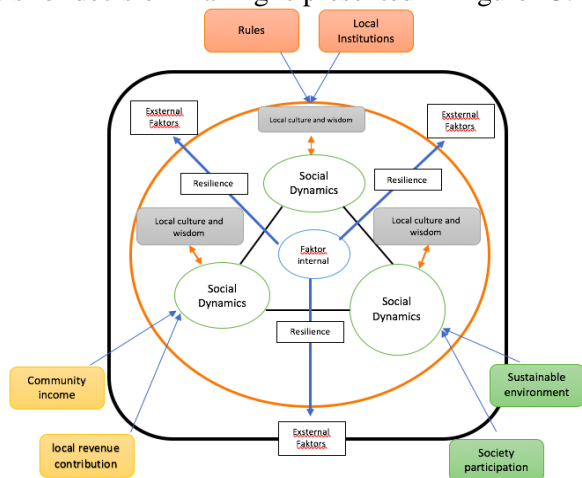 Rules
Local
Institutions
Exsternal
Faktors
Local culture and wisdom
Exsternal
Faktors
Resilience
Social
Dynamics
Resilience
Local culture and
wisdom
Local culture and
wisdom
Faktor
internal
Social
Dynamics
Social
Dynamics
Resilience
Community
income
Sustainable
environment
Exsternal
Faktors
local revenue
contribution
Society
participation